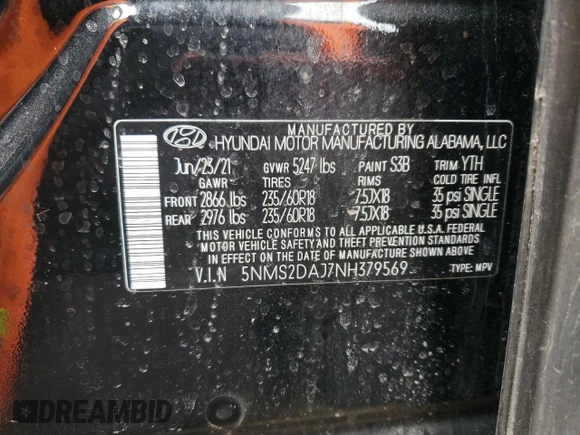 MANUFACTURED BY
HYUNDAI MOTOR MANUFACTURING ALABAMA, LLC
Jun/23/21 GVWR 5247 lbs PAINT S3B TRIM YTH
GAWR TIRES RIMS COLD TIRE INFL
FRONT 2866 lbs 235/60R18 7.5JX18 35 psi SINGLE
REAR 2976 lbs 235/60R18 7.5JX18 35 psi SINGLE
THIS VEHICLE CONFORMS TO ALL APPLICABLE U.S.A. FEDERAL
MOTOR VEHICLE SAFETY AND THEFT PREVENTION STANDARDS
IN EFFECT ON THE DATE OF MANUFACTURE SHOWN ABOVE.
V.I.N 5NMS2DAJ7NH379569 TYPE: MPV
DREAMBID